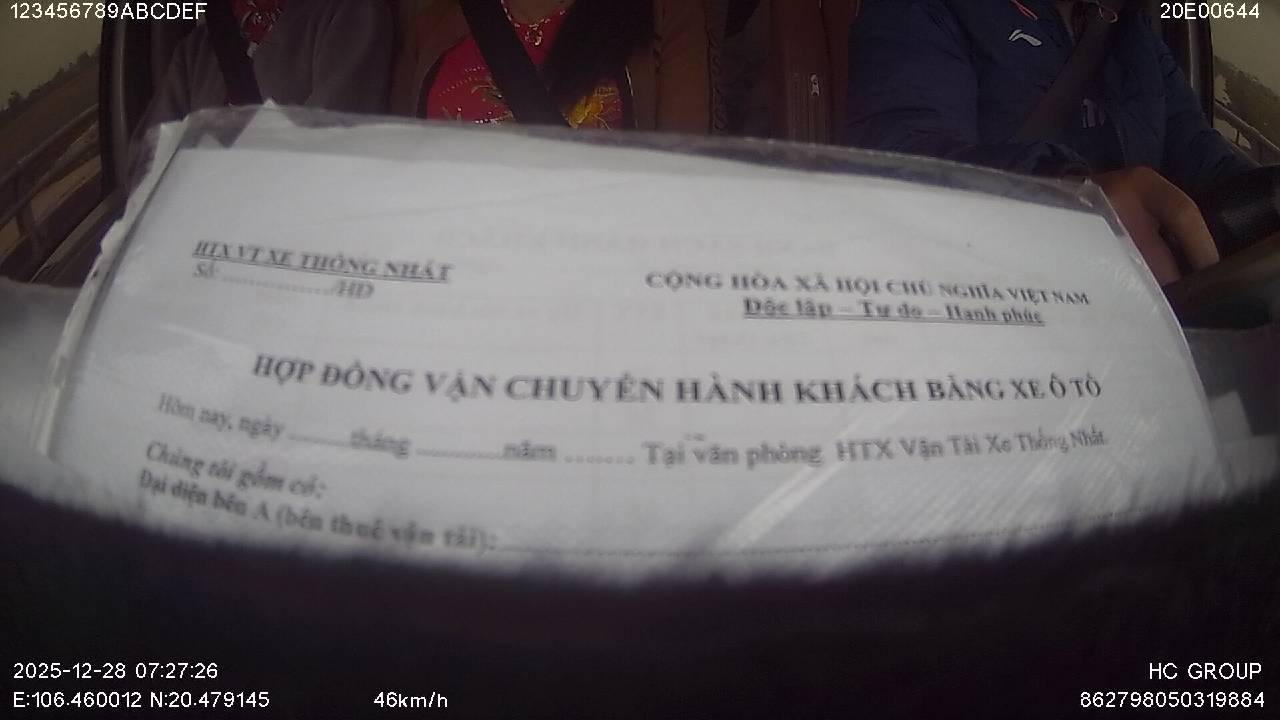 123456789ABCDEF
20E00644
HTX VT XE THỐNG NHẤT
Số: ................/HD
CỘNG HÒA XÃ HỘI CHỦ NGHĨA VIỆT NAM
Độc lập – Tự do – Hạnh phúc
HỢP ĐỒNG VẬN CHUYỂN HÀNH KHÁCH BẰNG XE Ô TÔ
Hôm nay, ngày .........tháng ............năm ........ Tại văn phòng HTX Vận Tải Xe Thống Nhất.
Chúng tôi gồm có:
Đại diện bên A (bên thuê vận tải):
2025-12-28 07:27:26
HC GROUP
E:106.460012 N:20.479145
46km/h
862798050319884